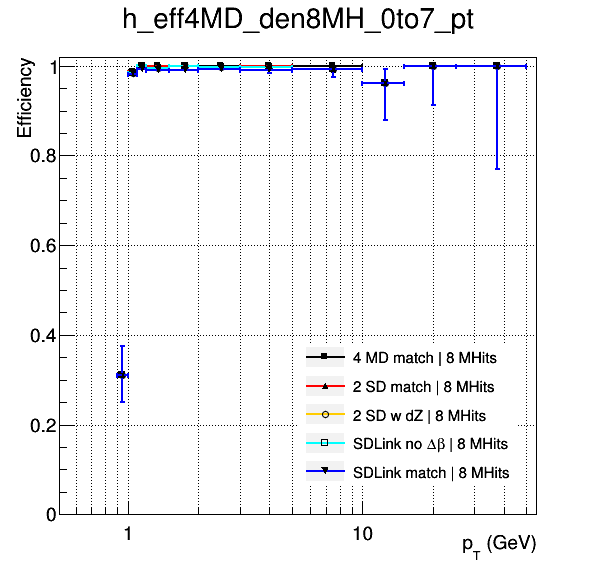 h_eff4MD_den8MH_0to7_pt
Efficiency
1
0.8
0.6
0.4
0.2
0
4 MD match | 8 MHits
2 SD match | 8 MHits
2 SD w dZ | 8 MHits
SDLink no Δβ | 8 MHits
SDLink match | 8 MHits
1
10
p_T (GeV)